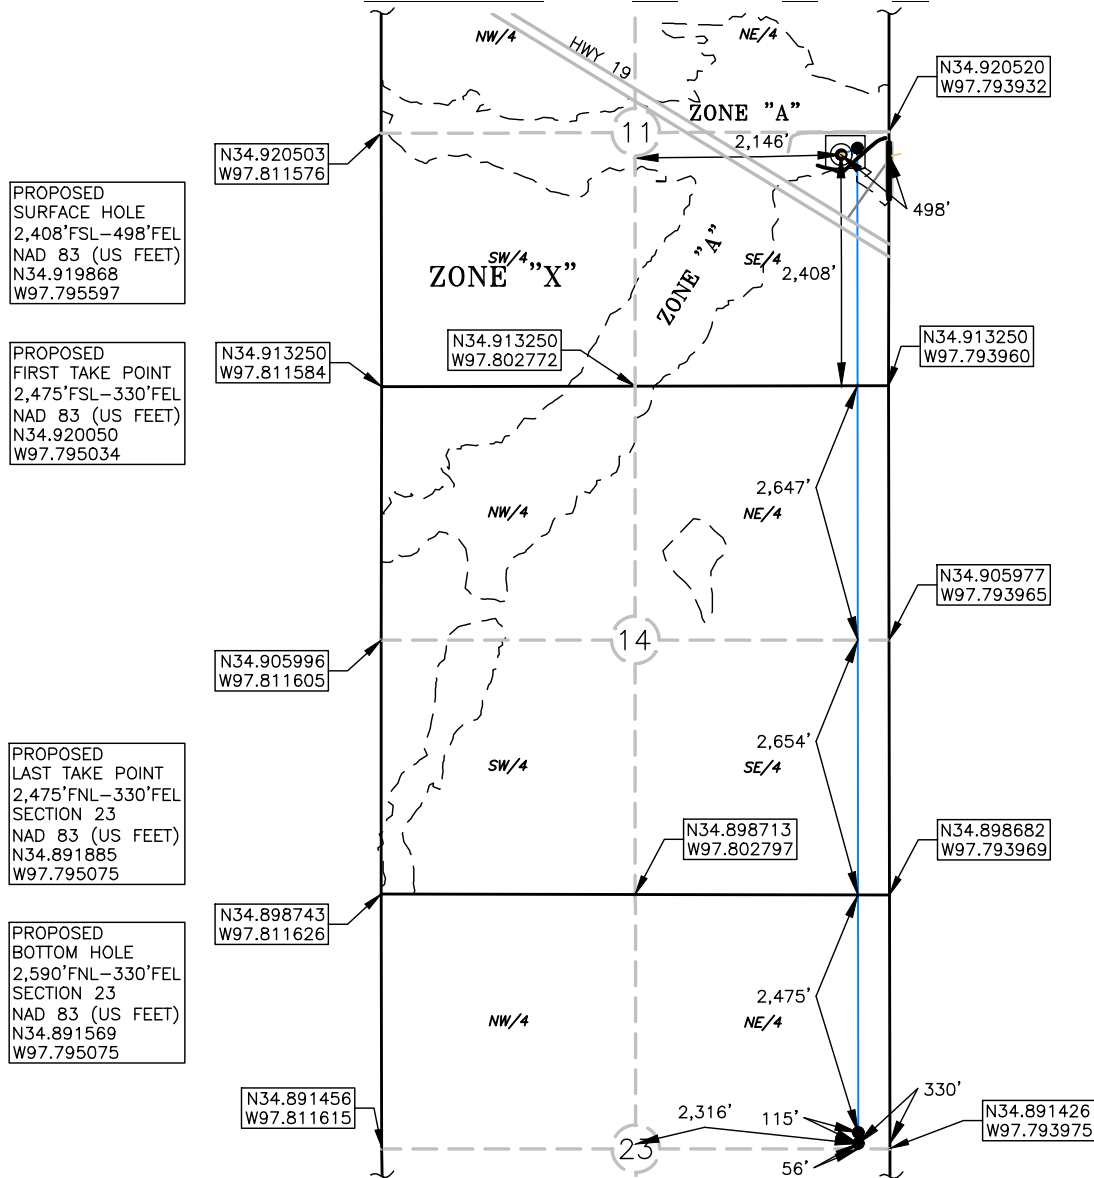 NW/4
NE/4
HWY 19
N34.920520
W97.793932
ZONE "A"
11
2,146'
N34.920503
W97.811576
498'
PROPOSED
SURFACE HOLE
2,408'FSL-498'FEL
NAD 83 (US FEET)
N34.919868
W97.795597
SW/4
ZONE "X"
ZONE "A"
SE/4
2,408'
PROPOSED
FIRST TAKE POINT
2,475'FSL-330'FEL
NAD 83 (US FEET)
N34.920050
W97.795034
N34.913250
W97.811584
N34.913250
W97.802772
N34.913250
W97.793960
2,647'
NW/4
NE/4
N34.905977
W97.793965
14
N34.905996
W97.811605
2,654'
SW/4
SE/4
PROPOSED
LAST TAKE POINT
2,475'FNL-330'FEL
SECTION 23
NAD 83 (US FEET)
N34.891885
W97.795075
N34.898713
W97.802797
N34.898682
W97.793969
N34.898743
W97.811626
PROPOSED
BOTTOM HOLE
2,590'FNL-330'FEL
SECTION 23
NAD 83 (US FEET)
N34.891569
W97.795075
2,475'
NW/4
NE/4
N34.891456
W97.811615
2,316'
115'
330'
N34.891426
W97.793975
23
56'